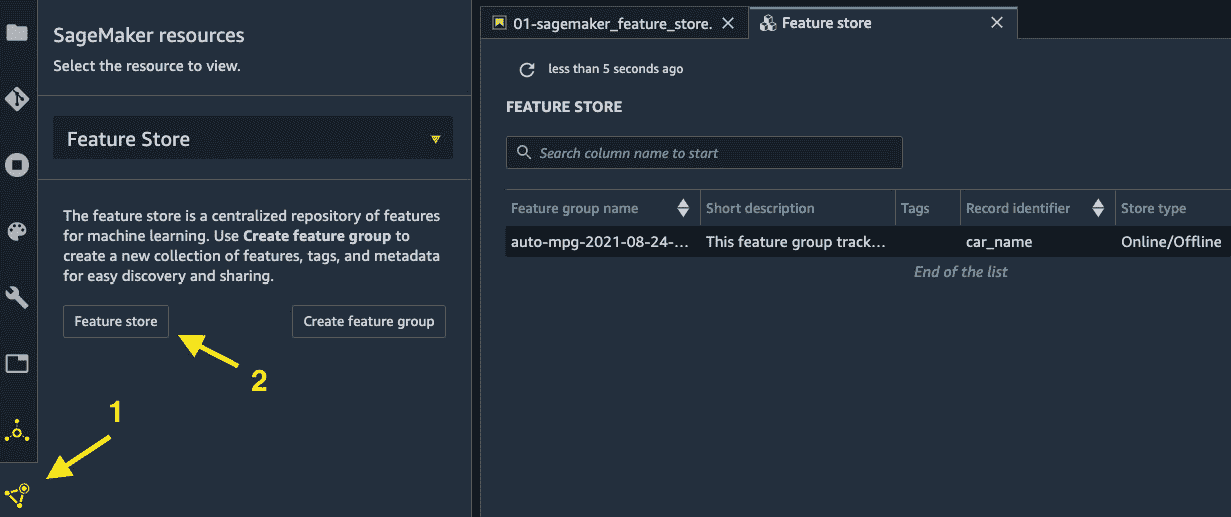 SageMaker resources
Select the resource to view.
Feature Store
The feature store is a centralized repository of features
for machine learning. Use Create feature group to
create a new collection of features, tags, and metadata
for easy discovery and sharing.
Feature store
Create feature group
2
1
01-sagemaker_feature_store.
Feature store
less than 5 seconds ago
FEATURE STORE
Search column name to start
Feature group name Short description Tags Record identifier Store type
auto-mpg-2021-08-24-... This feature group track... car_name Online/Offline
End of the list